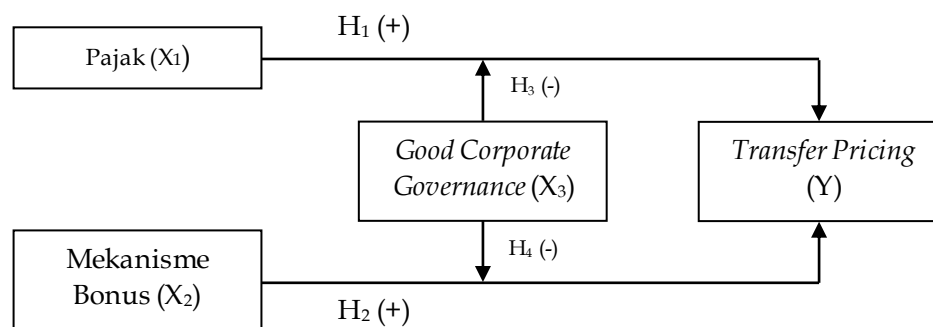 H₁ (+)
Pajak (X₁)
H₃ (-)
Good Corporate
Governance (X₃)
Transfer Pricing
(Y)
H₄ (-)
Mekanisme
Bonus (X₂)
H₂ (+)